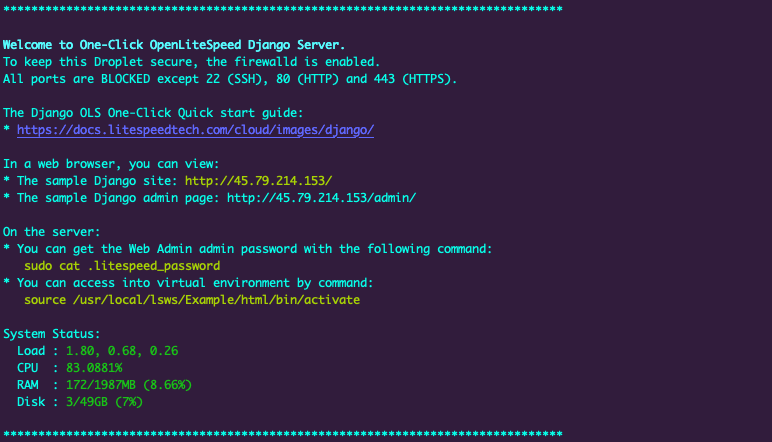 ********************************************************************************
Welcome to One-Click OpenLiteSpeed Django Server.
To keep this Droplet secure, the firewalld is enabled.
All ports are BLOCKED except 22 (SSH), 80 (HTTP) and 443 (HTTPS).
The Django OLS One-Click Quick start guide:
* https://docs.litespeedtech.com/cloud/images/django/
In a web browser, you can view:
* The sample Django site: http://45.79.214.153/
* The sample Django admin page: http://45.79.214.153/admin/
On the server:
* You can get the Web Admin admin password with the following command:
   sudo cat .litespeed_password
* You can access into virtual environment by command:
   source /usr/local/lsws/Example/html/bin/activate
System Status:
  Load : 1.80, 0.68, 0.26
  CPU  : 83.0881%
  RAM  : 172/1987MB (8.66%)
  Disk : 3/49GB (7%)
********************************************************************************